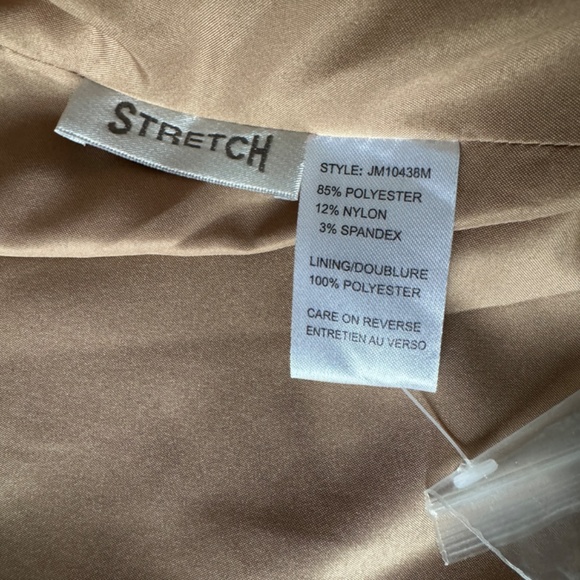 STRETCH
STYLE: JM10438M
85% POLYESTER
12% NYLON
3% SPANDEX
LINING/DOUBLURE
100% POLYESTER
CARE ON REVERSE
ENTRETIEN AU VERSO